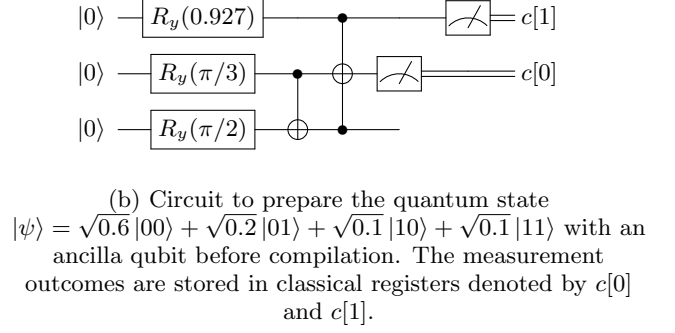 |0⟩ R_y(0.927) c[1]
|0⟩ R_y(π/3) c[0]
|0⟩ R_y(π/2)
(b) Circuit to prepare the quantum state
|ψ⟩ = √0.6 |00⟩ + √0.2 |01⟩ + √0.1 |10⟩ + √0.1 |11⟩ with an
ancilla qubit before compilation. The measurement
outcomes are stored in classical registers denoted by c[0]
and c[1].